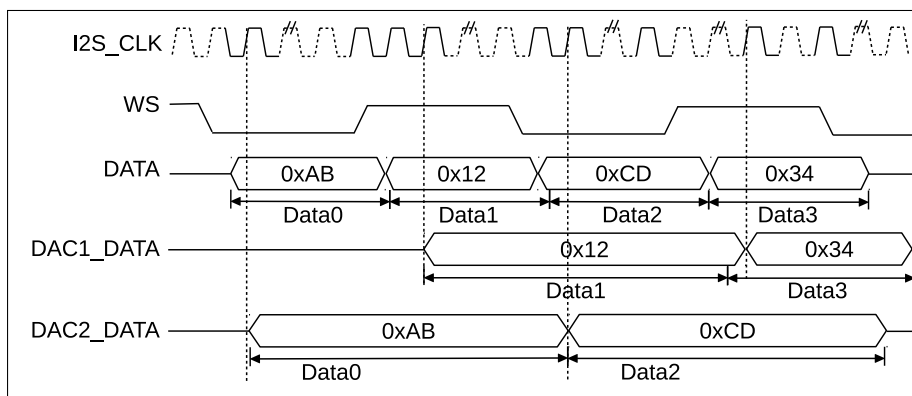 I2S_CLK
WS
DATA 0xAB 0x12 0xCD 0x34
Data0 Data1 Data2 Data3
DAC1_DATA 0x12 0x34
Data1 Data3
DAC2_DATA 0xAB 0xCD
Data0 Data2